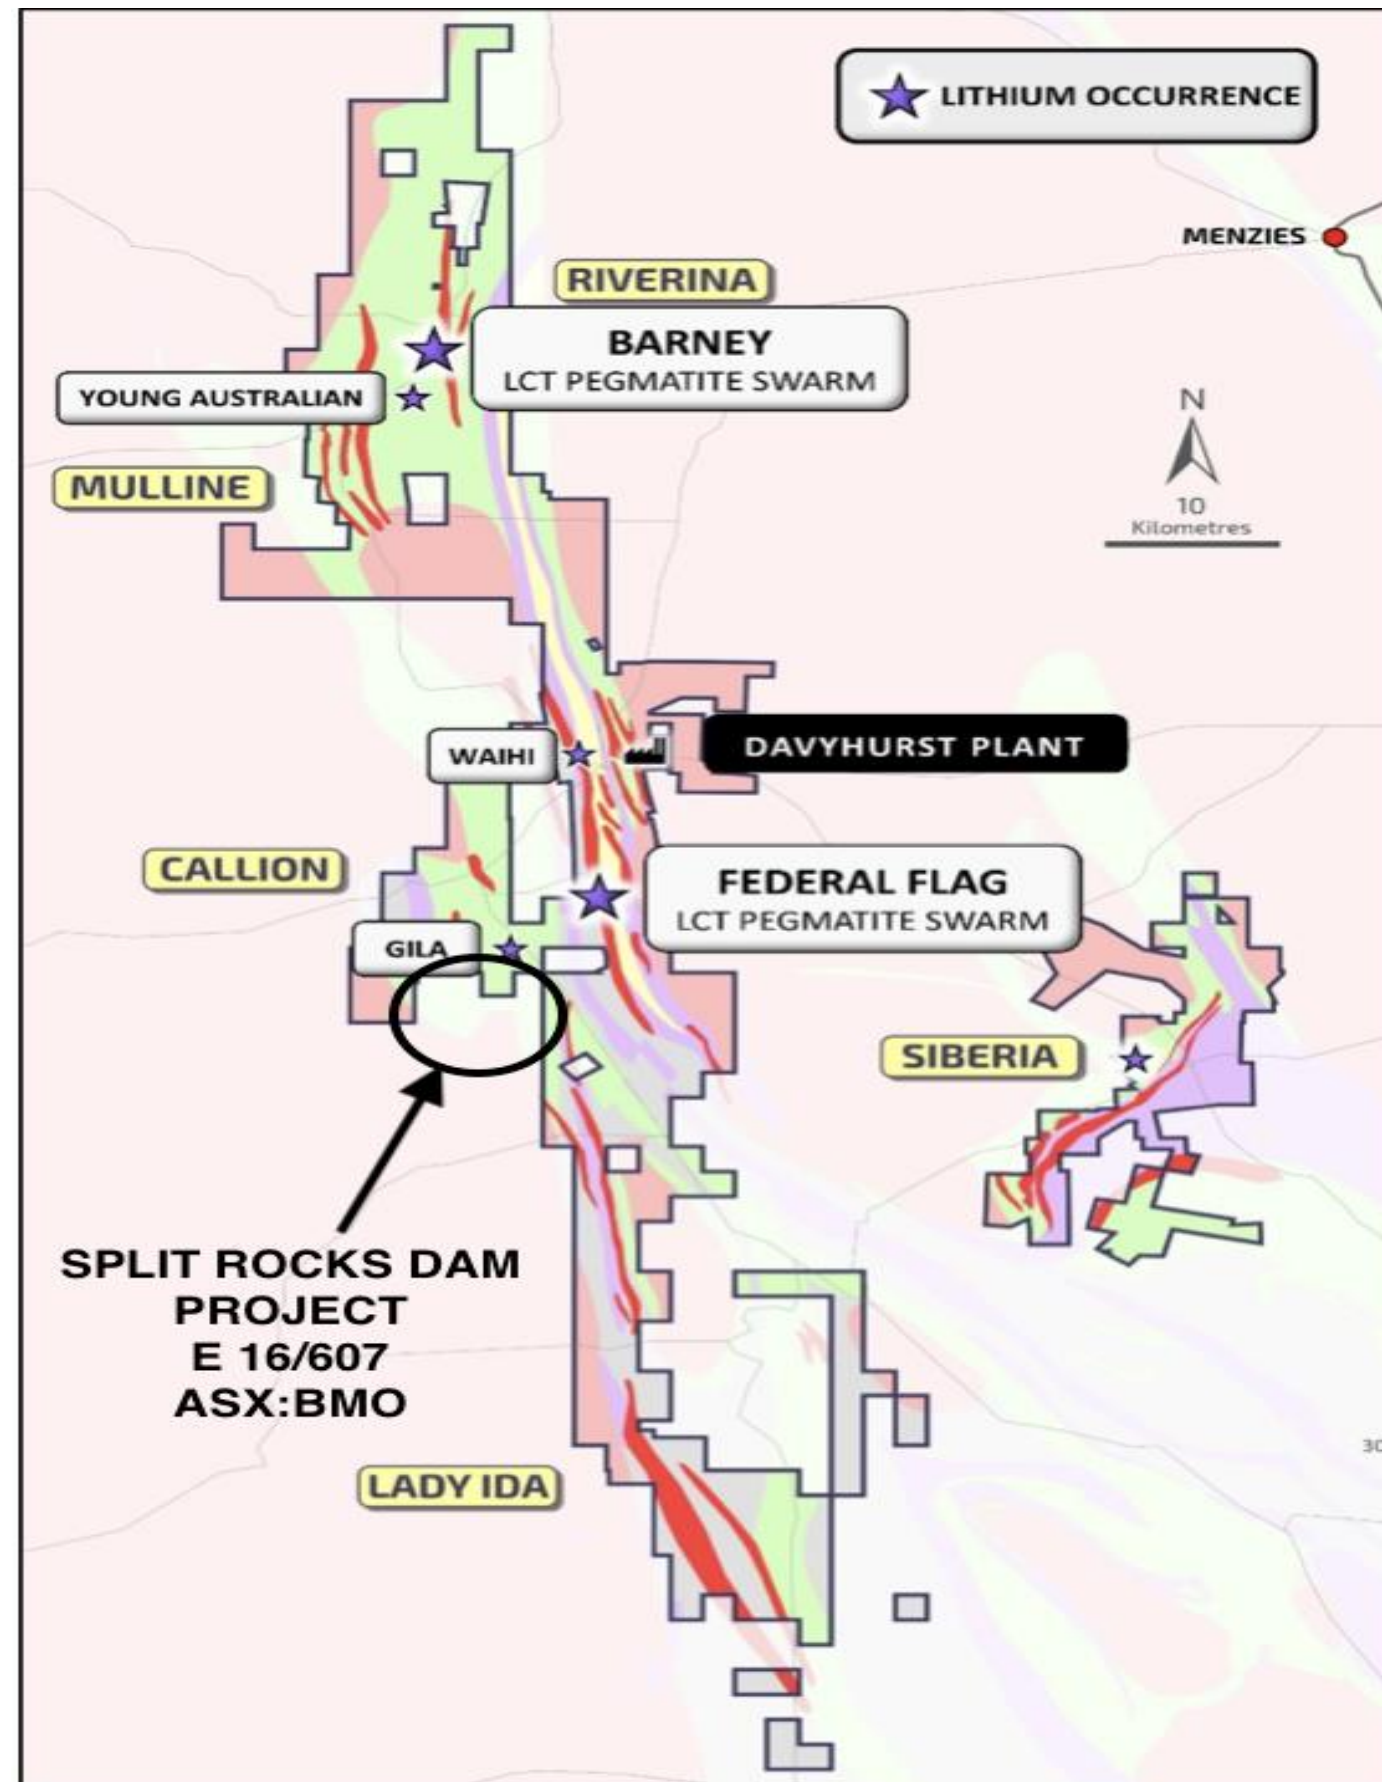 LITHIUM OCCURRENCE
MENZIES
RIVERINA
BARNEY
LCT PEGMATITE SWARM
YOUNG AUSTRALIAN
MULLINE
N
10
Kilometres
WAIHI
DAVYHURST PLANT
CALLION
FEDERAL FLAG
LCT PEGMATITE SWARM
GILA
SIBERIA
SPLIT ROCKS DAM
PROJECT
E 16/607
ASX:BMO
LADY IDA
30